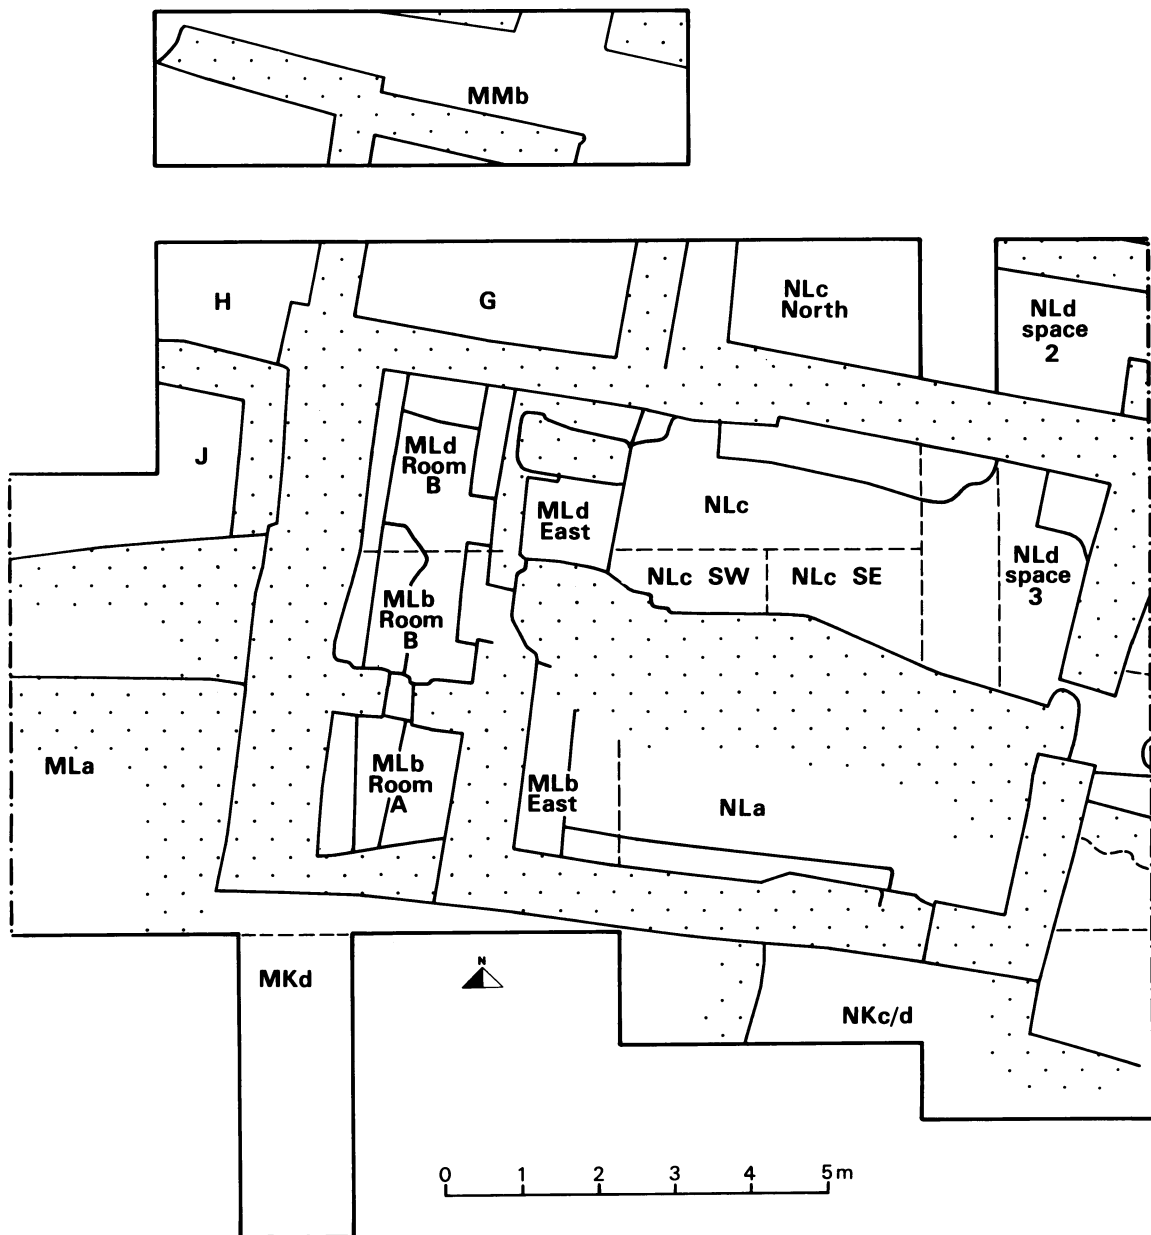 MMb
H
G
NLc
North
NLd
space
2
J
MLd
Room
B
MLd
East
NLc
NLc SW
NLc SE
NLd
space
3
MLb
Room
B
MLa
MLb
Room
A
MLb
East
NLa
MKd
N
NKc/d
0 1 2 3 4 5m